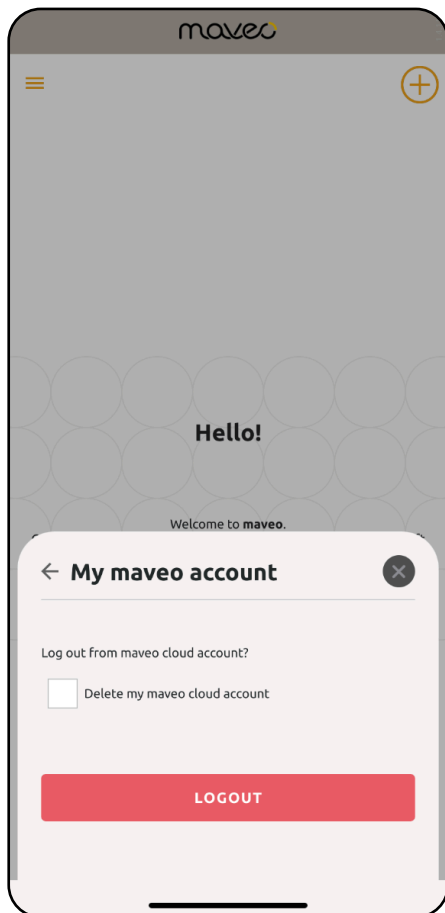 maveo
Hello!
Welcome to maveo.
My maveo account
Log out from maveo cloud account?
Delete my maveo cloud account
LOGOUT